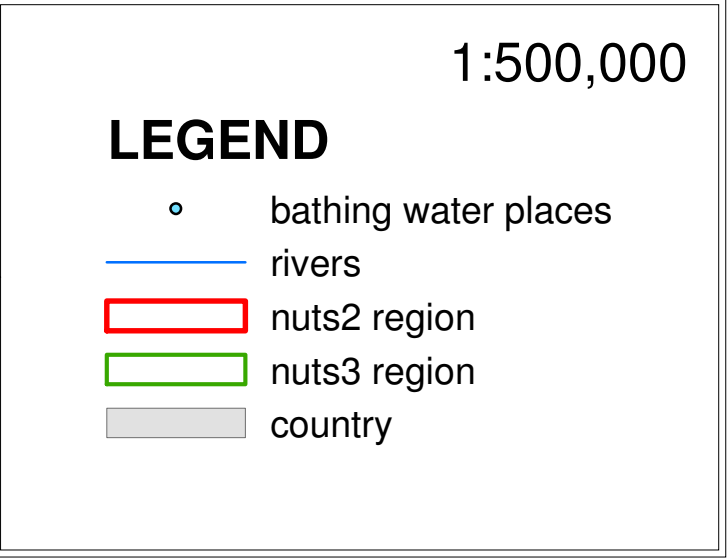 1:500,000
LEGEND
bathing water places
rivers
nuts2 region
nuts3 region
country